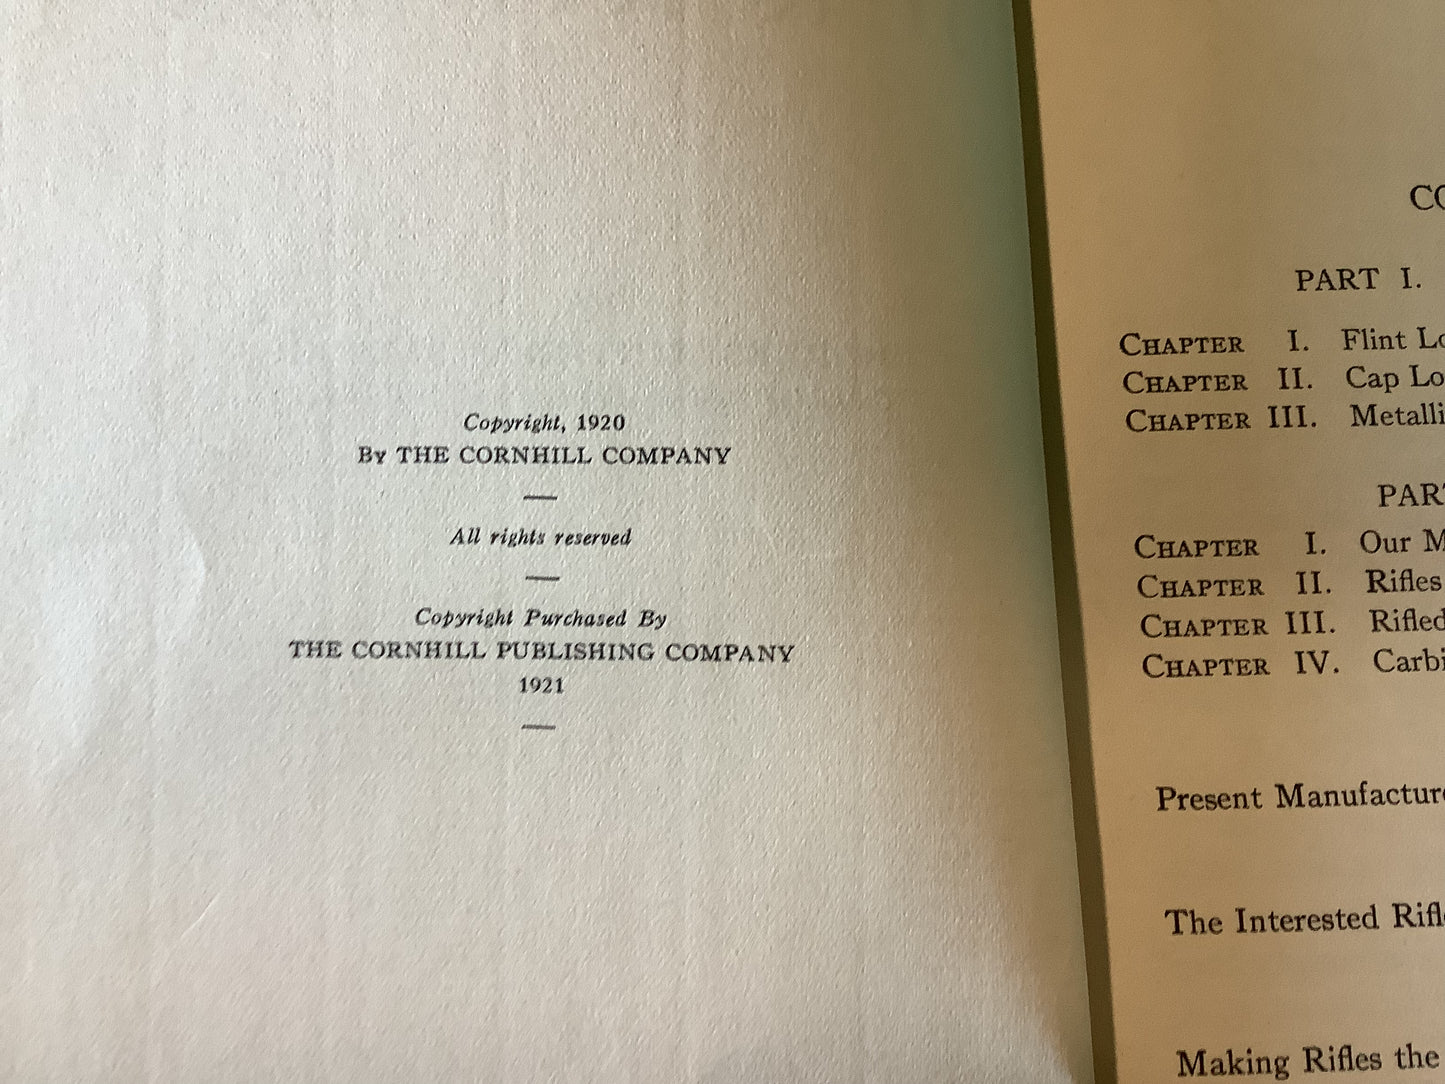 Copyright, 1920
By THE CORNHILL COMPANY
All rights reserved
Copyright Purchased By
THE CORNHILL PUBLISHING COMPANY
1921
PART I.
CHAPTER I. Flint
CHAPTER II. Cap
CHAPTER III.
CHAPTER I. Our
CHAPTER II. Rifles
CHAPTER III. Rifled
CHAPTER IV.
Present
The Interested
Making Rifles the